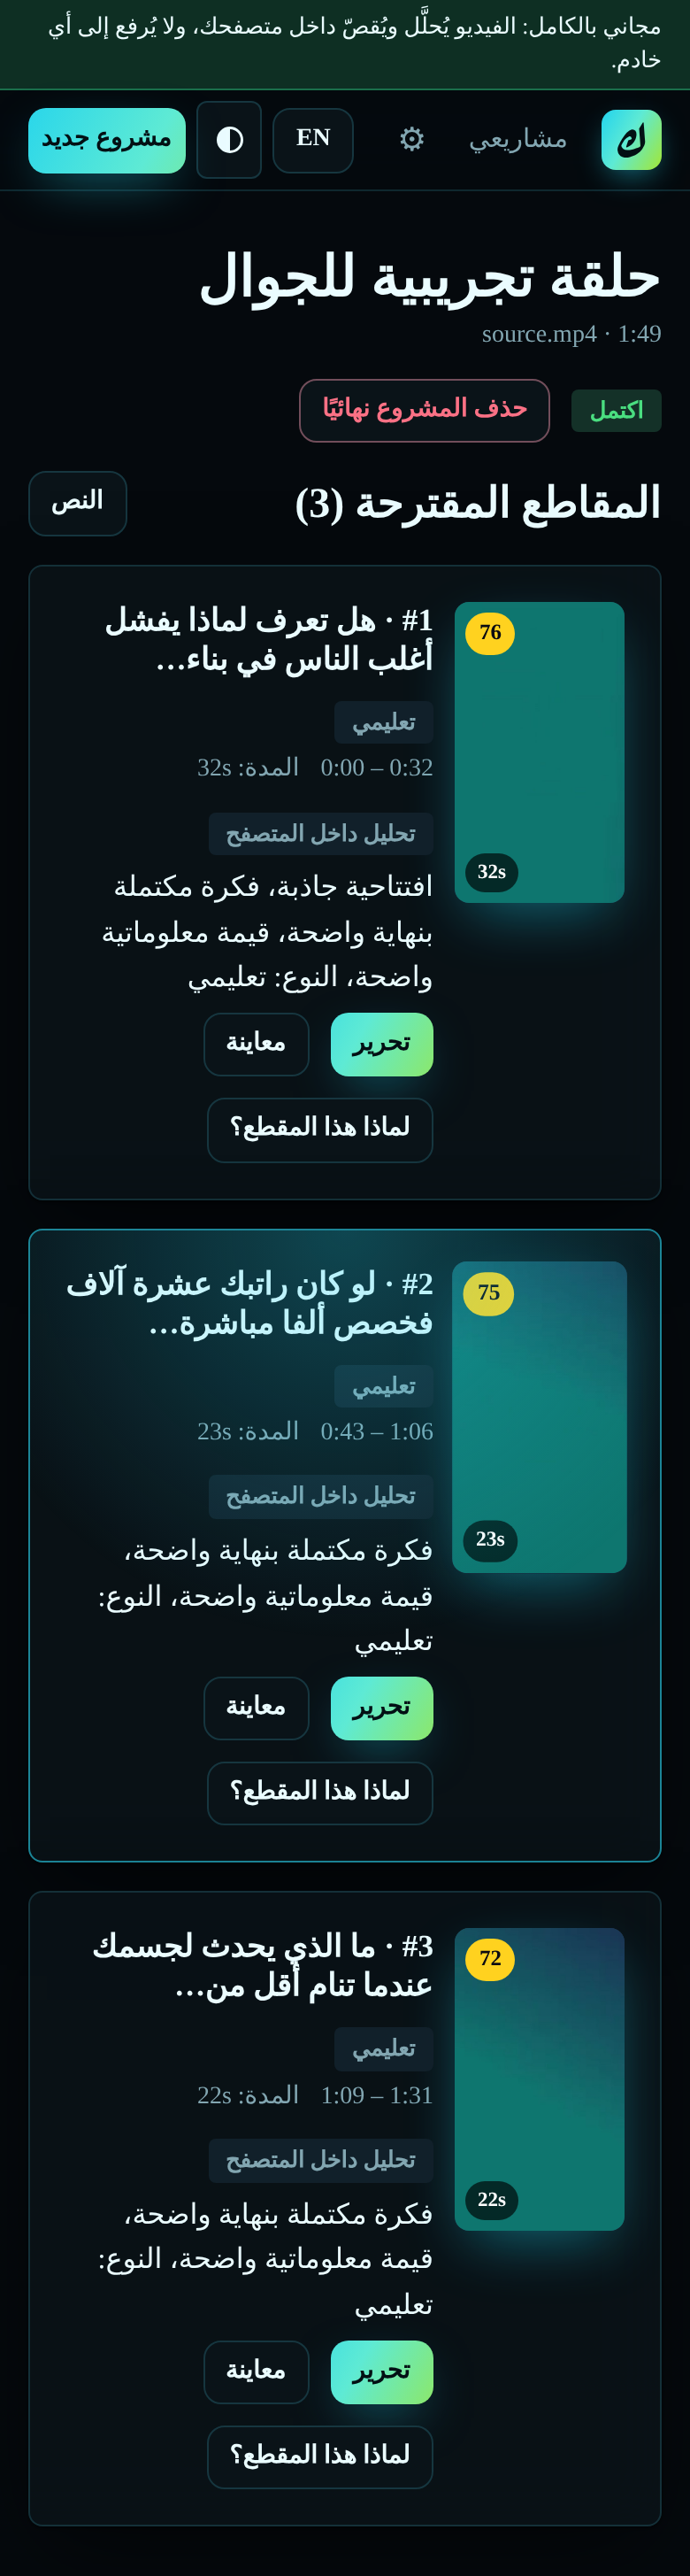 مجاني بالكامل: الفيديو يُحلَّل ويُقصّ داخل متصفحك، ولا يُرفع إلى أي
خادم.
ك
مشاريعي
EN
مشروع جديد
حلقة تجريبية للجوال
source.mp4 · 1:49
اكتمل
حذف المشروع نهائيًا
المقاطع المقترحة (3)
النص
76
32s
#1 · هل تعرف لماذا يفشل
أغلب الناس في بناء…
تعليمي
0:00 – 0:32 المدة: 32s
تحليل داخل المتصفح
افتتاحية جاذبة، فكرة مكتملة
بنهاية واضحة، قيمة معلوماتية
واضحة، النوع: تعليمي
تحرير
معاينة
لماذا هذا المقطع؟
75
23s
#2 · لو كان راتبك عشرة آلاف
فخصص ألفا مباشرة…
تعليمي
0:43 – 1:06 المدة: 23s
تحليل داخل المتصفح
فكرة مكتملة بنهاية واضحة،
قيمة معلوماتية واضحة، النوع:
تعليمي
تحرير
معاينة
لماذا هذا المقطع؟
72
22s
#3 · ما الذي يحدث لجسمك
عندما تنام أقل من…
تعليمي
1:09 – 1:31 المدة: 22s
تحليل داخل المتصفح
فكرة مكتملة بنهاية واضحة،
قيمة معلوماتية واضحة، النوع:
تعليمي
تحرير
معاينة
لماذا هذا المقطع؟